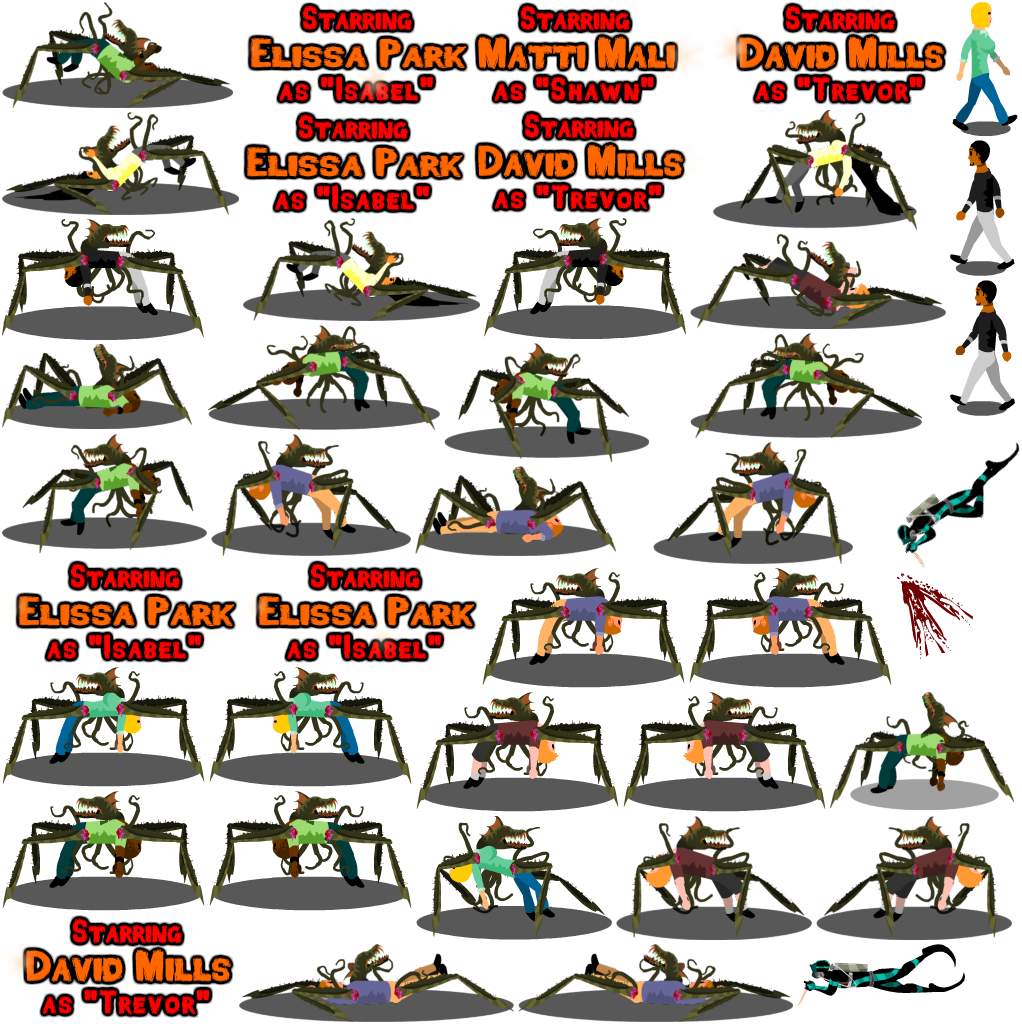 Starring
Elissa Park
as "Isabel"
Starring
Matti Mali
as "Shawn"
Starring
David Mills
as "Trevor"
Starring
Elissa Park
as "Isabel"
Starring
David Mills
as "Trevor"
Starring
Elissa Park
as "Isabel"
Starring
Elissa Park
as "Isabel"
Starring
David Mills
as "Trevor"